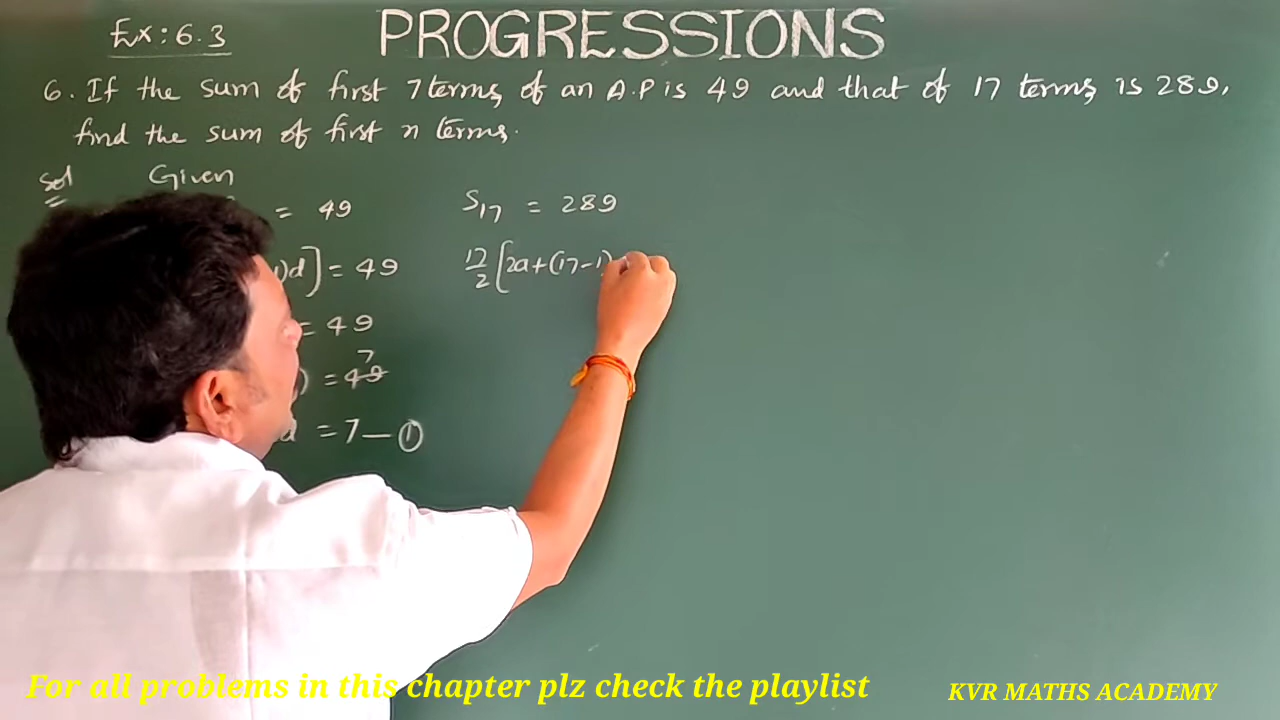 Ex: 6.3
PROGRESSIONS
6. If the sum of first 7 terms of an A.P is 49 and that of 17 terms is 289,
find the sum of first n terms.
Sol Given
= 49
)d] = 49
= 49
) = 49
7
= 7 — ①
S₁₇ = 289
17/2 [2a+(17-1)
For all problems in this chapter plz check the playlist
KVR MATHS ACADEMY